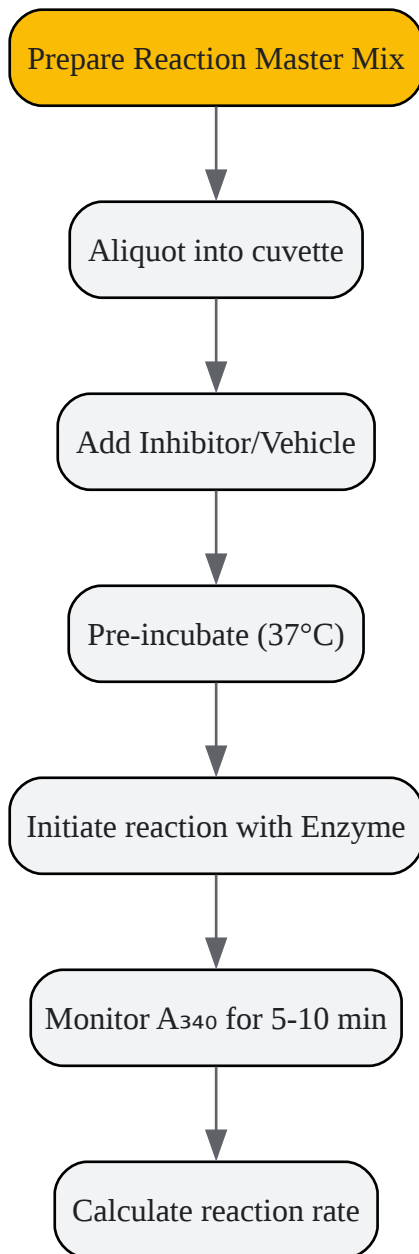 Prepare Reaction Master Mix
Aliquot into cuvette
Add Inhibitor/Vehicle
Pre-incubate (37°C)
Initiate reaction with Enzyme
Monitor A₃₄₀ for 5-10 min
Calculate reaction rate